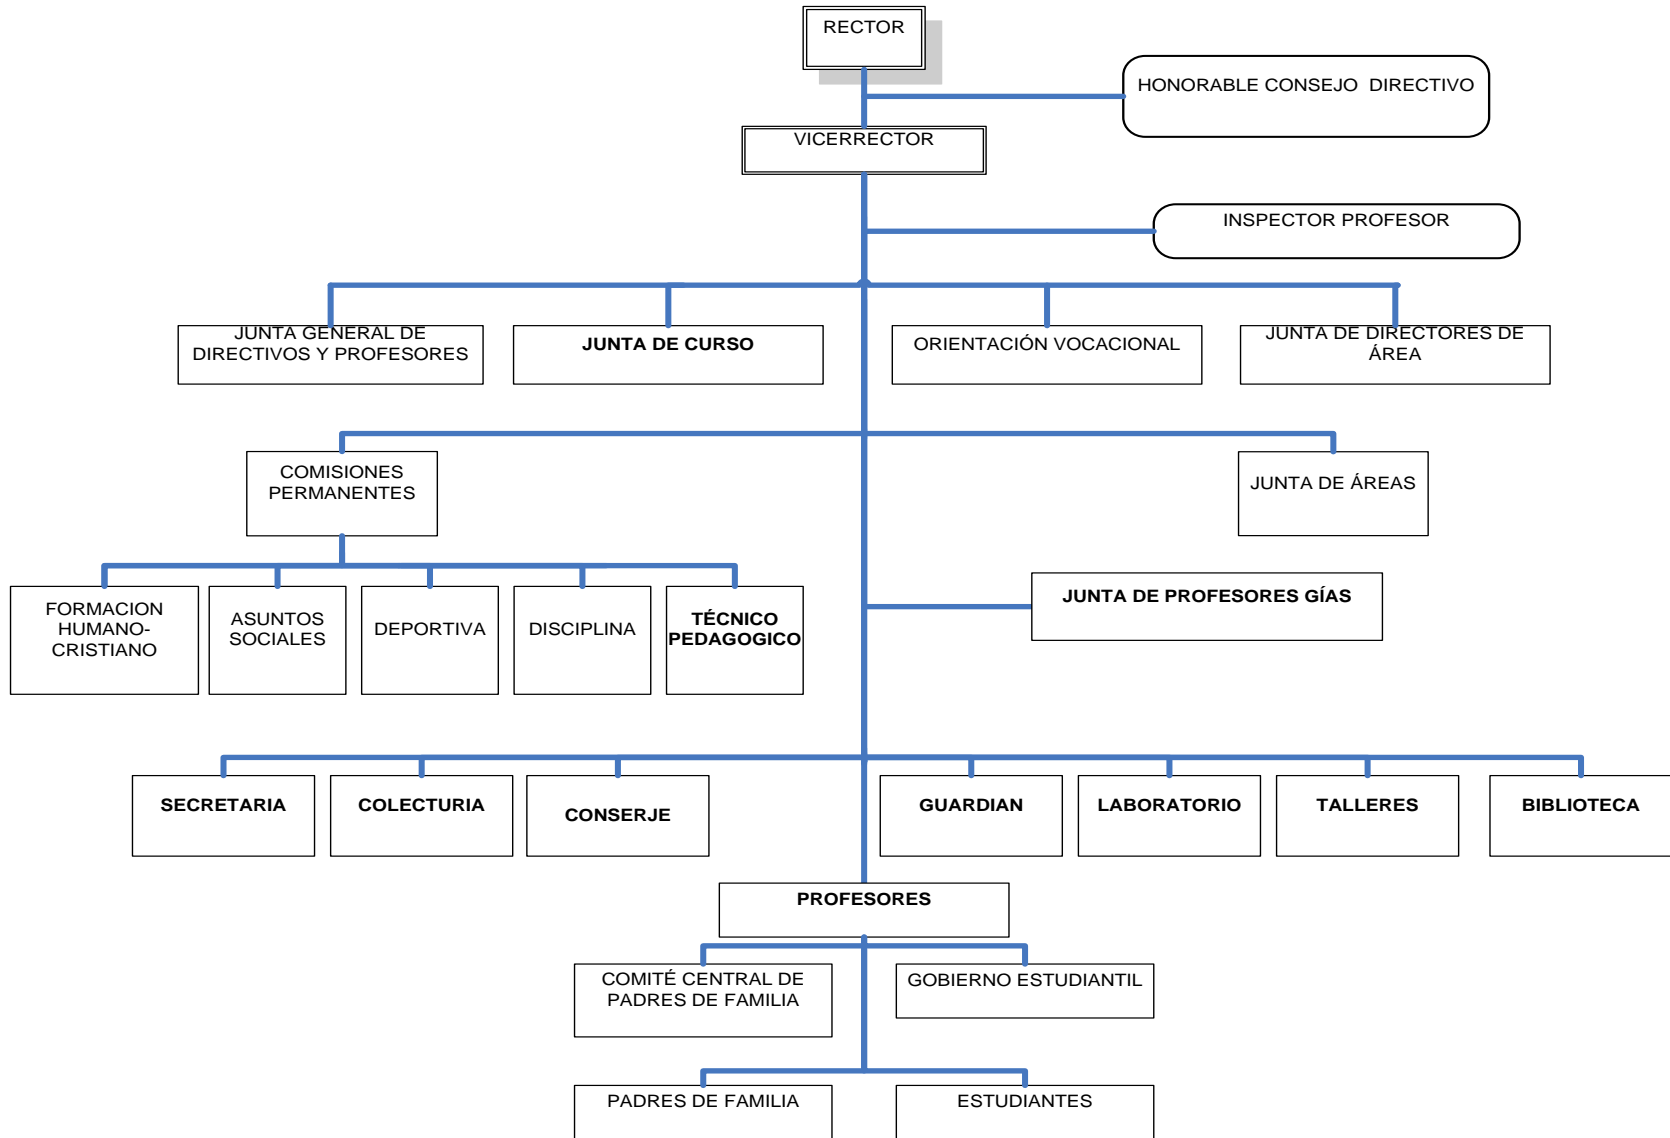 RECTOR
HONORABLE CONSEJO DIRECTIVO
VICERRECTOR
INSPECTOR PROFESOR
JUNTA GENERAL DE
DIRECTIVOS Y PROFESORES
JUNTA DE CURSO
ORIENTACIÓN VOCACIONAL
JUNTA DE DIRECTORES DE
ÁREA
COMISIONES
PERMANENTES
JUNTA DE ÁREAS
FORMACION
HUMANO-
CRISTIANO
ASUNTOS
SOCIALES
DEPORTIVA
DISCIPLINA
TÉCNICO
PEDAGOGICO
JUNTA DE PROFESORES GÍAS
SECRETARIA
COLECTURIA
CONSERJE
GUARDIAN
LABORATORIO
TALLERES
BIBLIOTECA
PROFESORES
COMITÉ CENTRAL DE
PADRES DE FAMILIA
GOBIERNO ESTUDIANTIL
PADRES DE FAMILIA
ESTUDIANTES